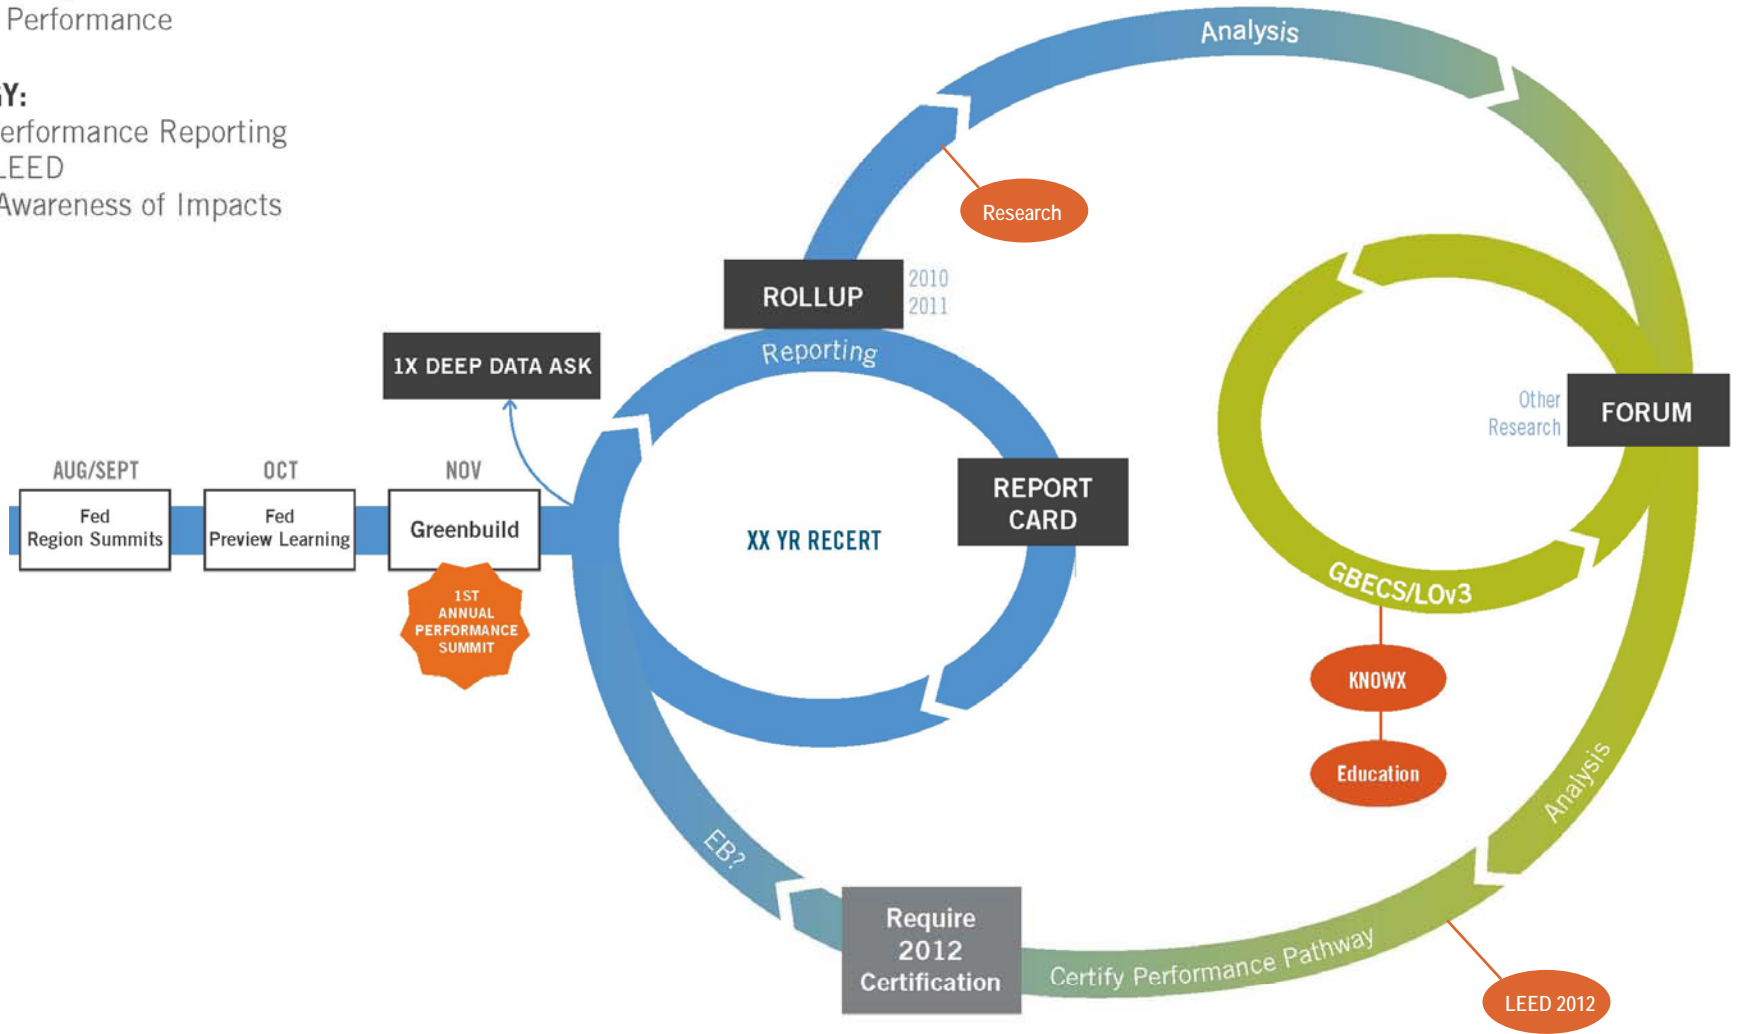 Performance
GY:
erformance Reporting
LEED
Awareness of Impacts
Analysis
Research
ROLLUP
2010
2011
Reporting
1X DEEP DATA ASK
AUG/SEPT
OCT
NOV
Fed
Region Summits
Fed
Preview Learning
Greenbuild
1ST
ANNUAL
PERFORMANCE
SUMMIT
XX YR RECERT
REPORT
CARD
Other
Research
FORUM
GBECS/LOv3
KNOWX
Education
Analysis
EB?
Require
2012
Certification
Certify Performance Pathway
LEED 2012